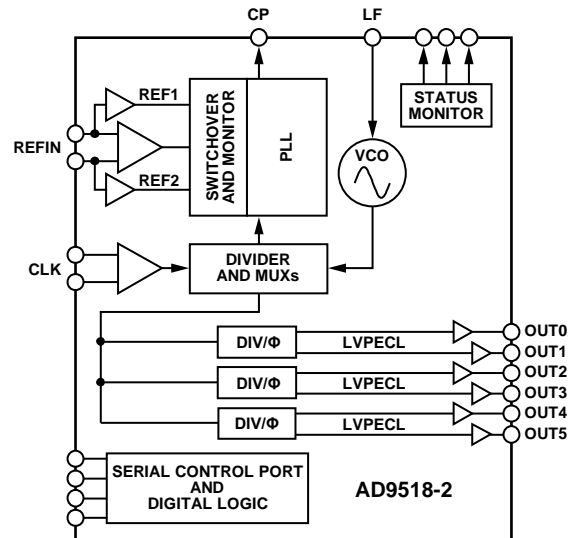 CP
LF
REF1
REFIN
REF2
SWITCHOVER
AND MONITOR
PLL
VCO
STATUS
MONITOR
CLK
DIVIDER
AND MUXs
DIV/Φ
LVPECL
OUT0
OUT1
DIV/Φ
LVPECL
OUT2
OUT3
DIV/Φ
LVPECL
OUT4
OUT5
SERIAL CONTROL PORT
AND
DIGITAL LOGIC
AD9518-2